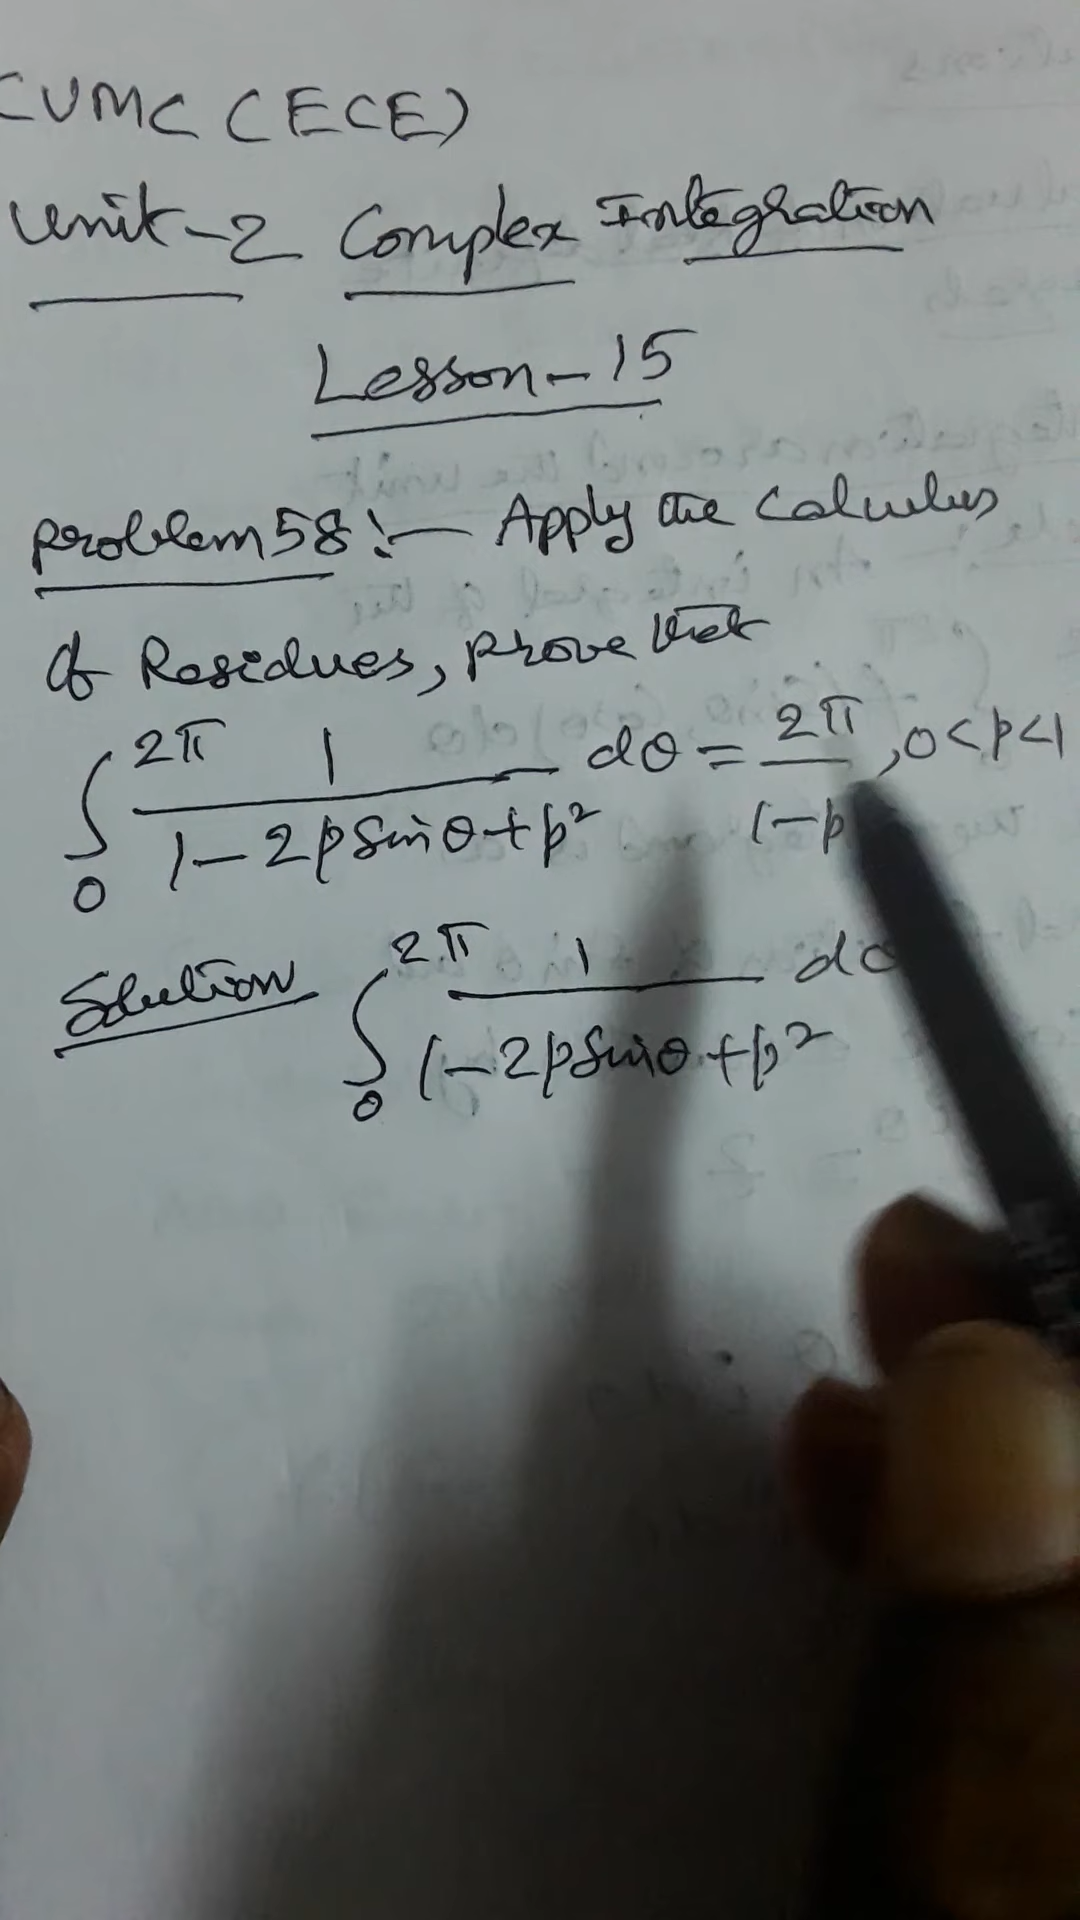 CVMC (ECE)
Unit-2 Complex Integration
Lesson-15
Problem 58:- Apply the Calculus
of Residues, prove that
∫₀^2π 1/(1-2p sinθ+p²) dθ = 2π/(1-p , 0<p<1
Solution ∫₀^2π 1/(1-2p sinθ+p²) dθ